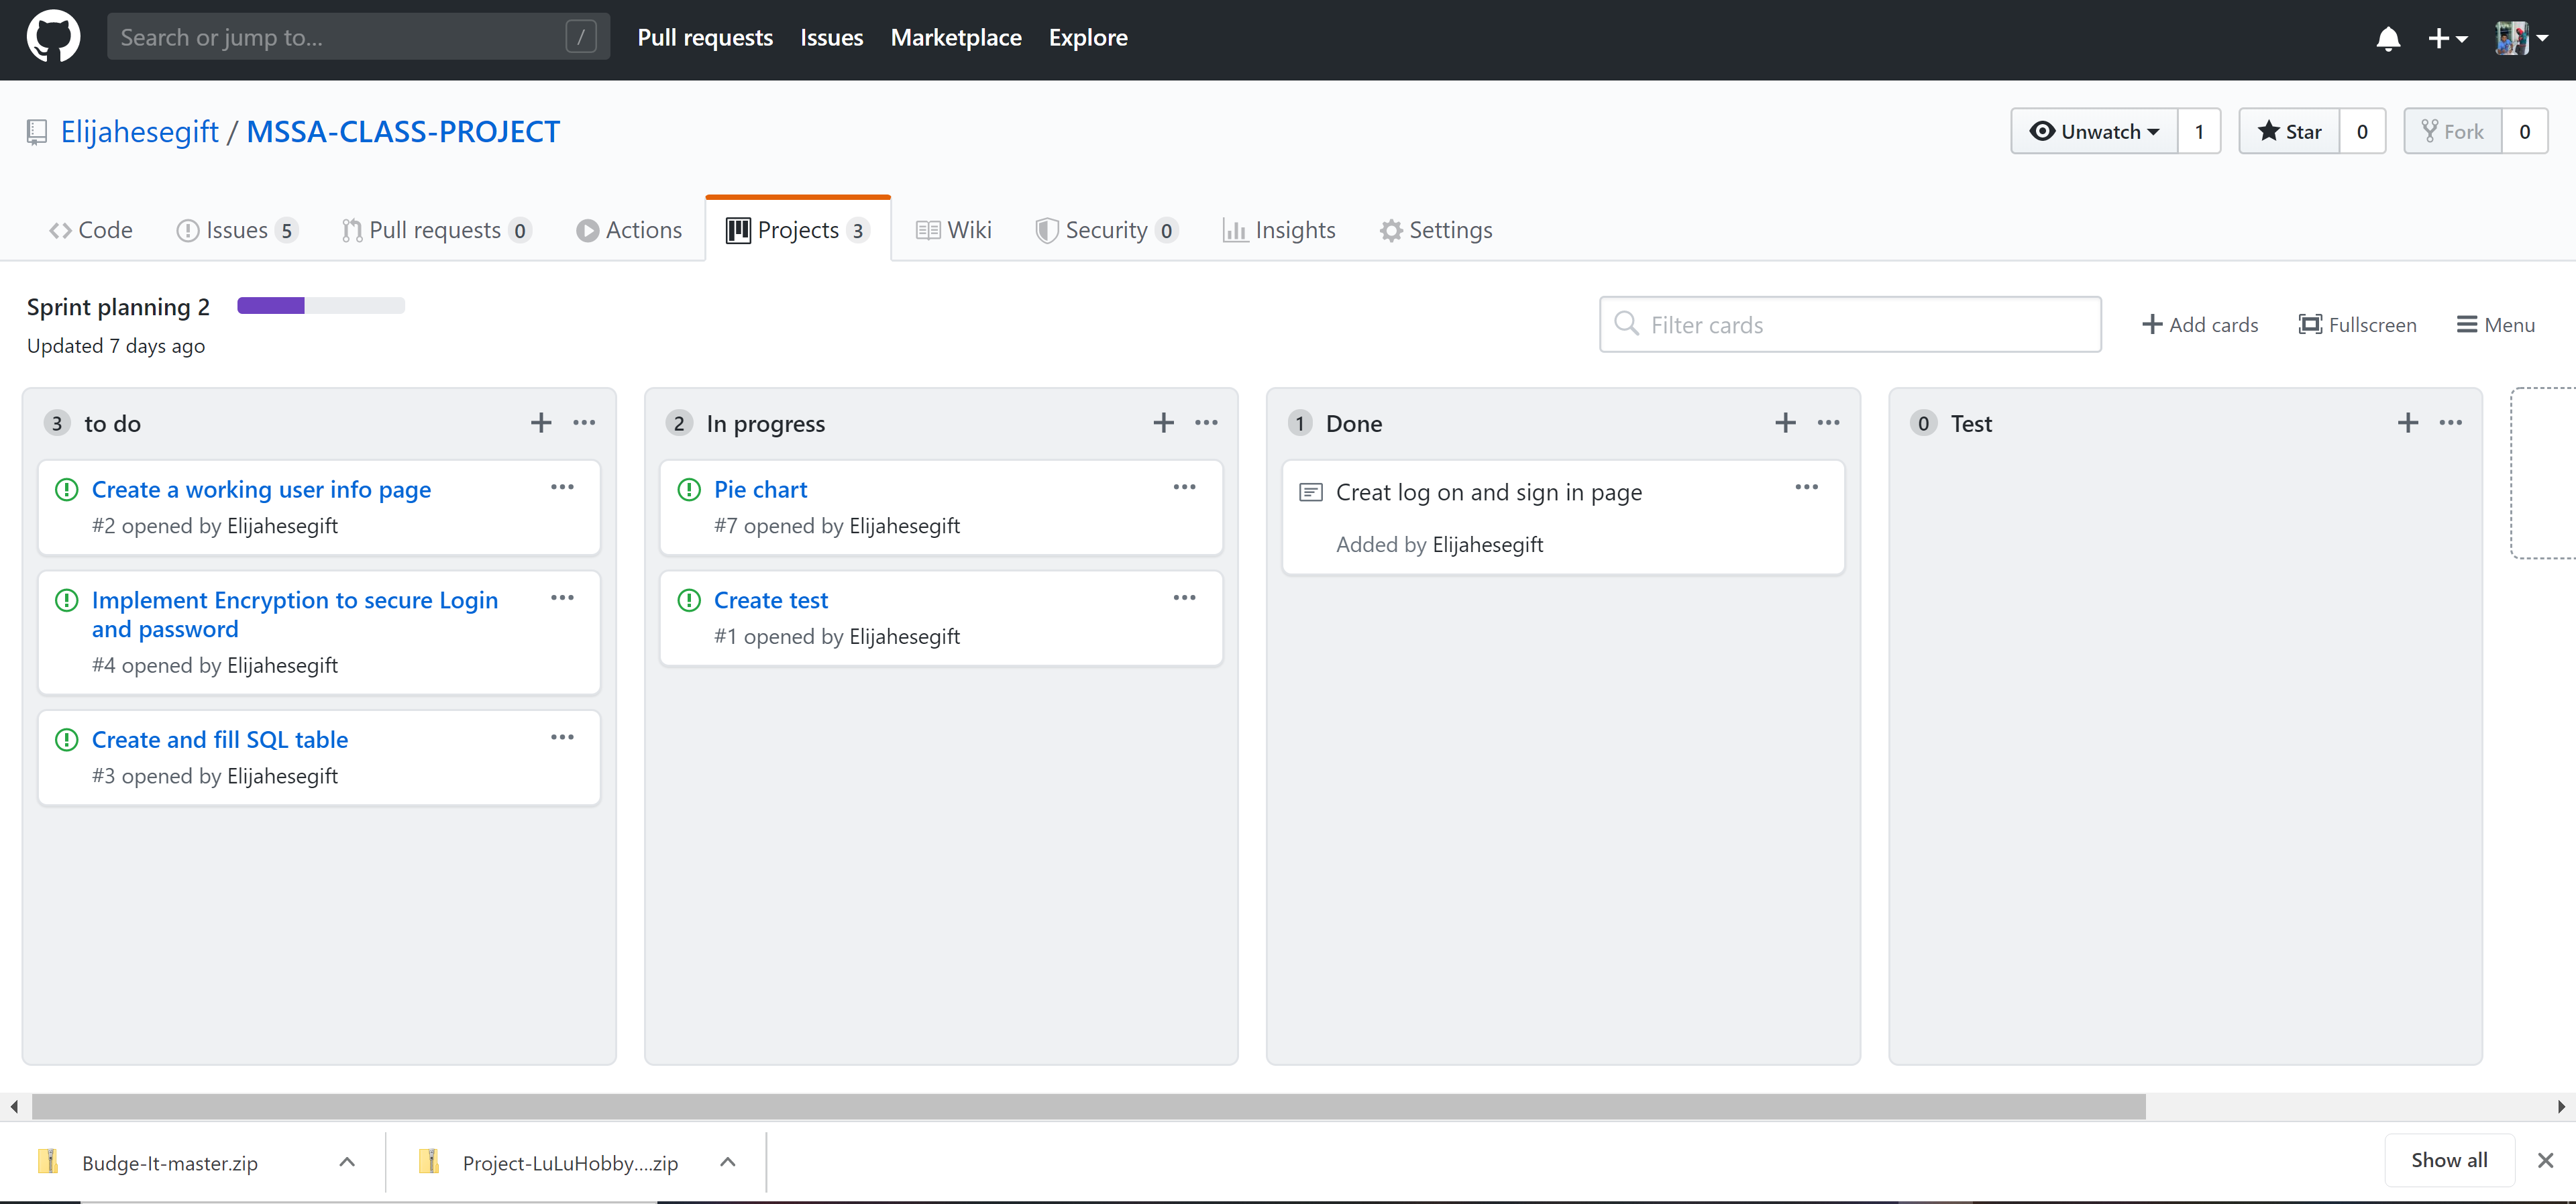 Search or jump to... /
Pull requests Issues Marketplace Explore
Elijahesegift / MSSA-CLASS-PROJECT
Unwatch 1 Star 0 Fork 0
Code Issues 5 Pull requests 0 Actions Projects 3 Wiki Security 0 Insights Settings
Sprint planning 2
Updated 7 days ago
Filter cards
Add cards Fullscreen Menu
3 to do
Create a working user info page
#2 opened by Elijahesegift
Implement Encryption to secure Login
and password
#4 opened by Elijahesegift
Create and fill SQL table
#3 opened by Elijahesegift
2 In progress
Pie chart
#7 opened by Elijahesegift
Create test
#1 opened by Elijahesegift
1 Done
Creat log on and sign in page
Added by Elijahesegift
0 Test
Budge-It-master.zip
Project-LuLuHobby....zip
Show all